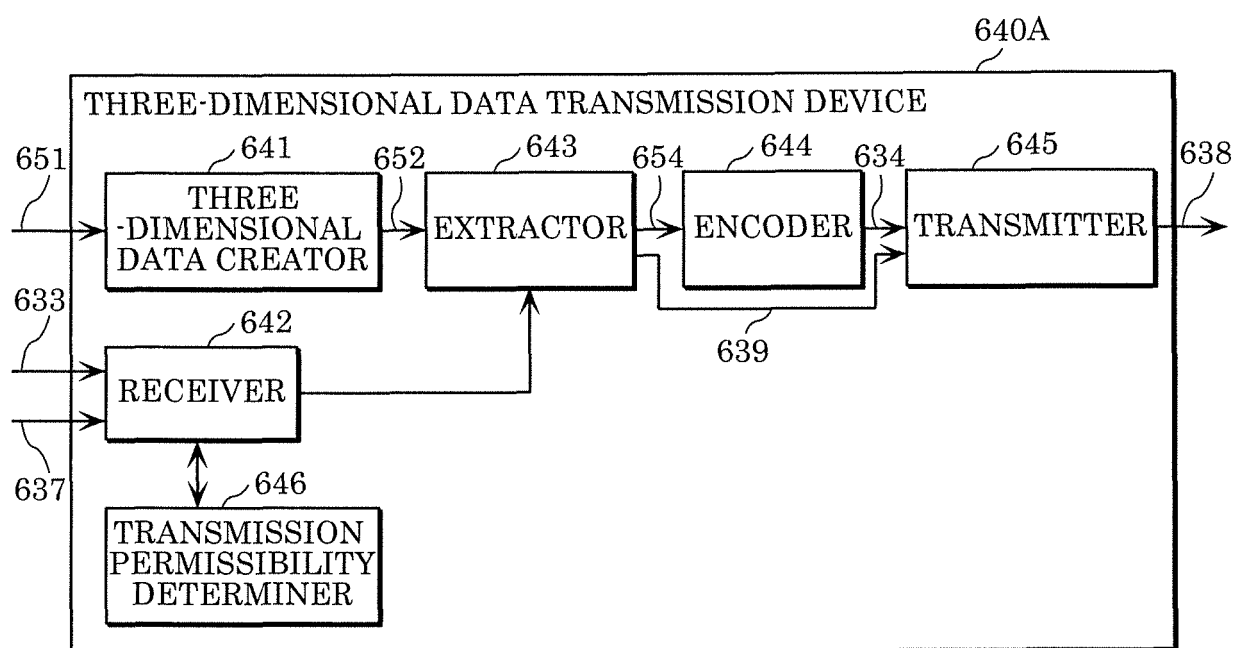 640A
THREE-DIMENSIONAL DATA TRANSMISSION DEVICE
651
641
652
643
654
644
634
645
638
THREE
-DIMENSIONAL
DATA CREATOR
EXTRACTOR
ENCODER
TRANSMITTER
633
642
639
RECEIVER
637
646
TRANSMISSION
PERMISSIBILITY
DETERMINER